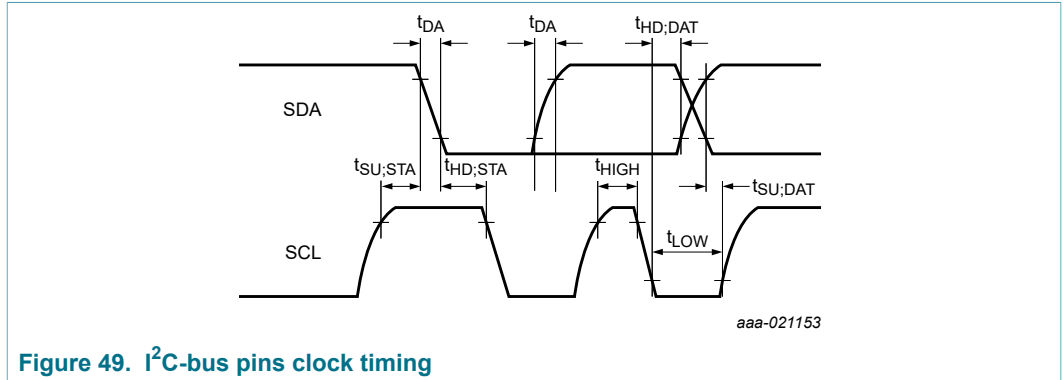 tDA
tDA
tHD;DAT
SDA
tSU;STA
tHD;STA
tHIGH
tSU;DAT
SCL
tLOW
aaa-021153
Figure 49. I²C-bus pins clock timing